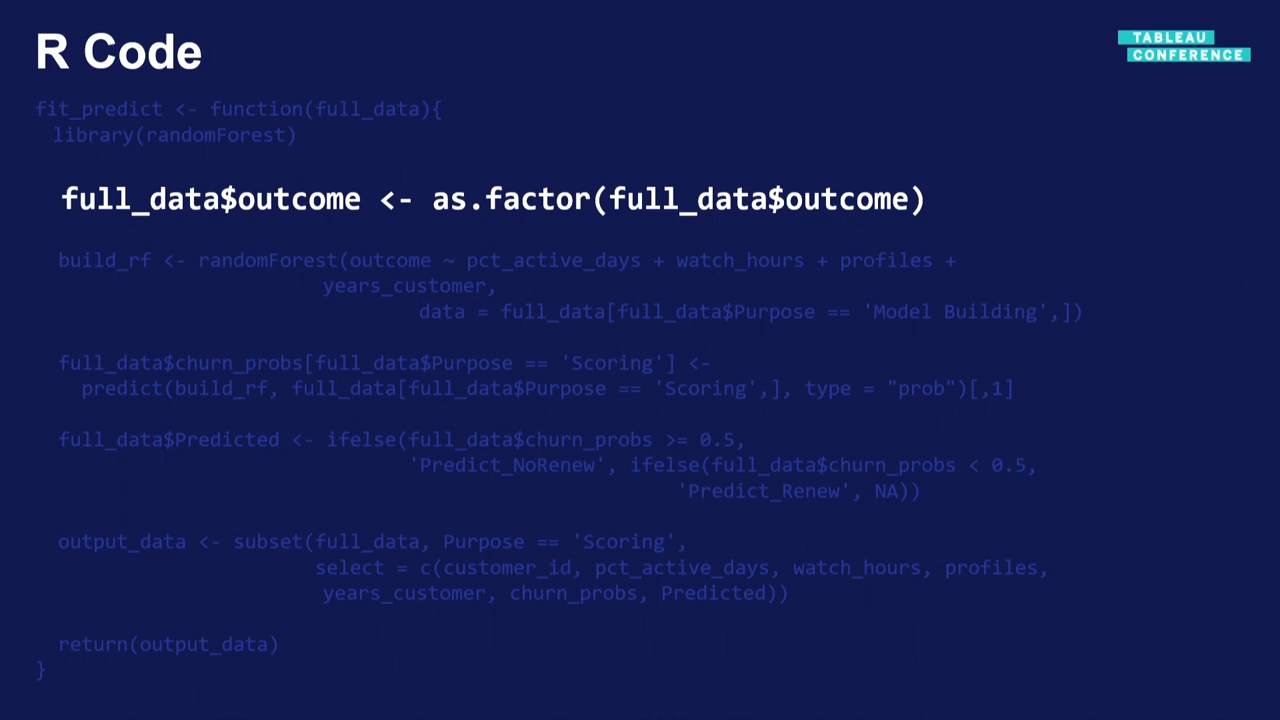 R Code
TABLEAU
CONFERENCE
fit_predict <- function(full_data){
library(randomForest)
full_data$outcome <- as.factor(full_data$outcome)
build_rf <- randomForest(outcome ~ pct_active_days + watch_hours + profiles +
years_customer,
data = full_data[full_data$Purpose == 'Model Building',])
full_data$churn_probs[full_data$Purpose == 'Scoring'] <-
predict(build_rf, full_data[full_data$Purpose == 'Scoring',], type = "prob")[,1]
full_data$Predicted <- ifelse(full_data$churn_probs >= 0.5,
'Predict_NoRenew', ifelse(full_data$churn_probs < 0.5,
'Predict_Renew', NA))
output_data <- subset(full_data, Purpose == 'Scoring',
select = c(customer_id, pct_active_days, watch_hours, profiles,
years_customer, churn_probs, Predicted))
return(output_data)
}